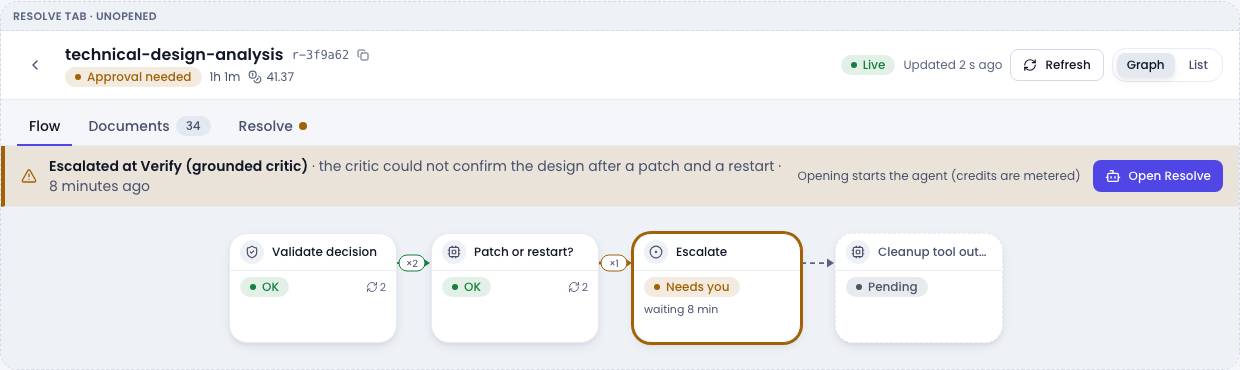 RESOLVE TAB · UNOPENED
technical-design-analysis r–3f9a62
Approval needed 1h 1m 41.37
Live Updated 2 s ago Refresh Graph List
Flow Documents 34 Resolve
Escalated at Verify (grounded critic) · the critic could not confirm the design after a patch and a restart ·
8 minutes ago
Opening starts the agent (credits are metered) Open Resolve
Validate decision
OK 2
×2
Patch or restart?
OK 2
×1
Escalate
Needs you
waiting 8 min
Cleanup tool out…
Pending